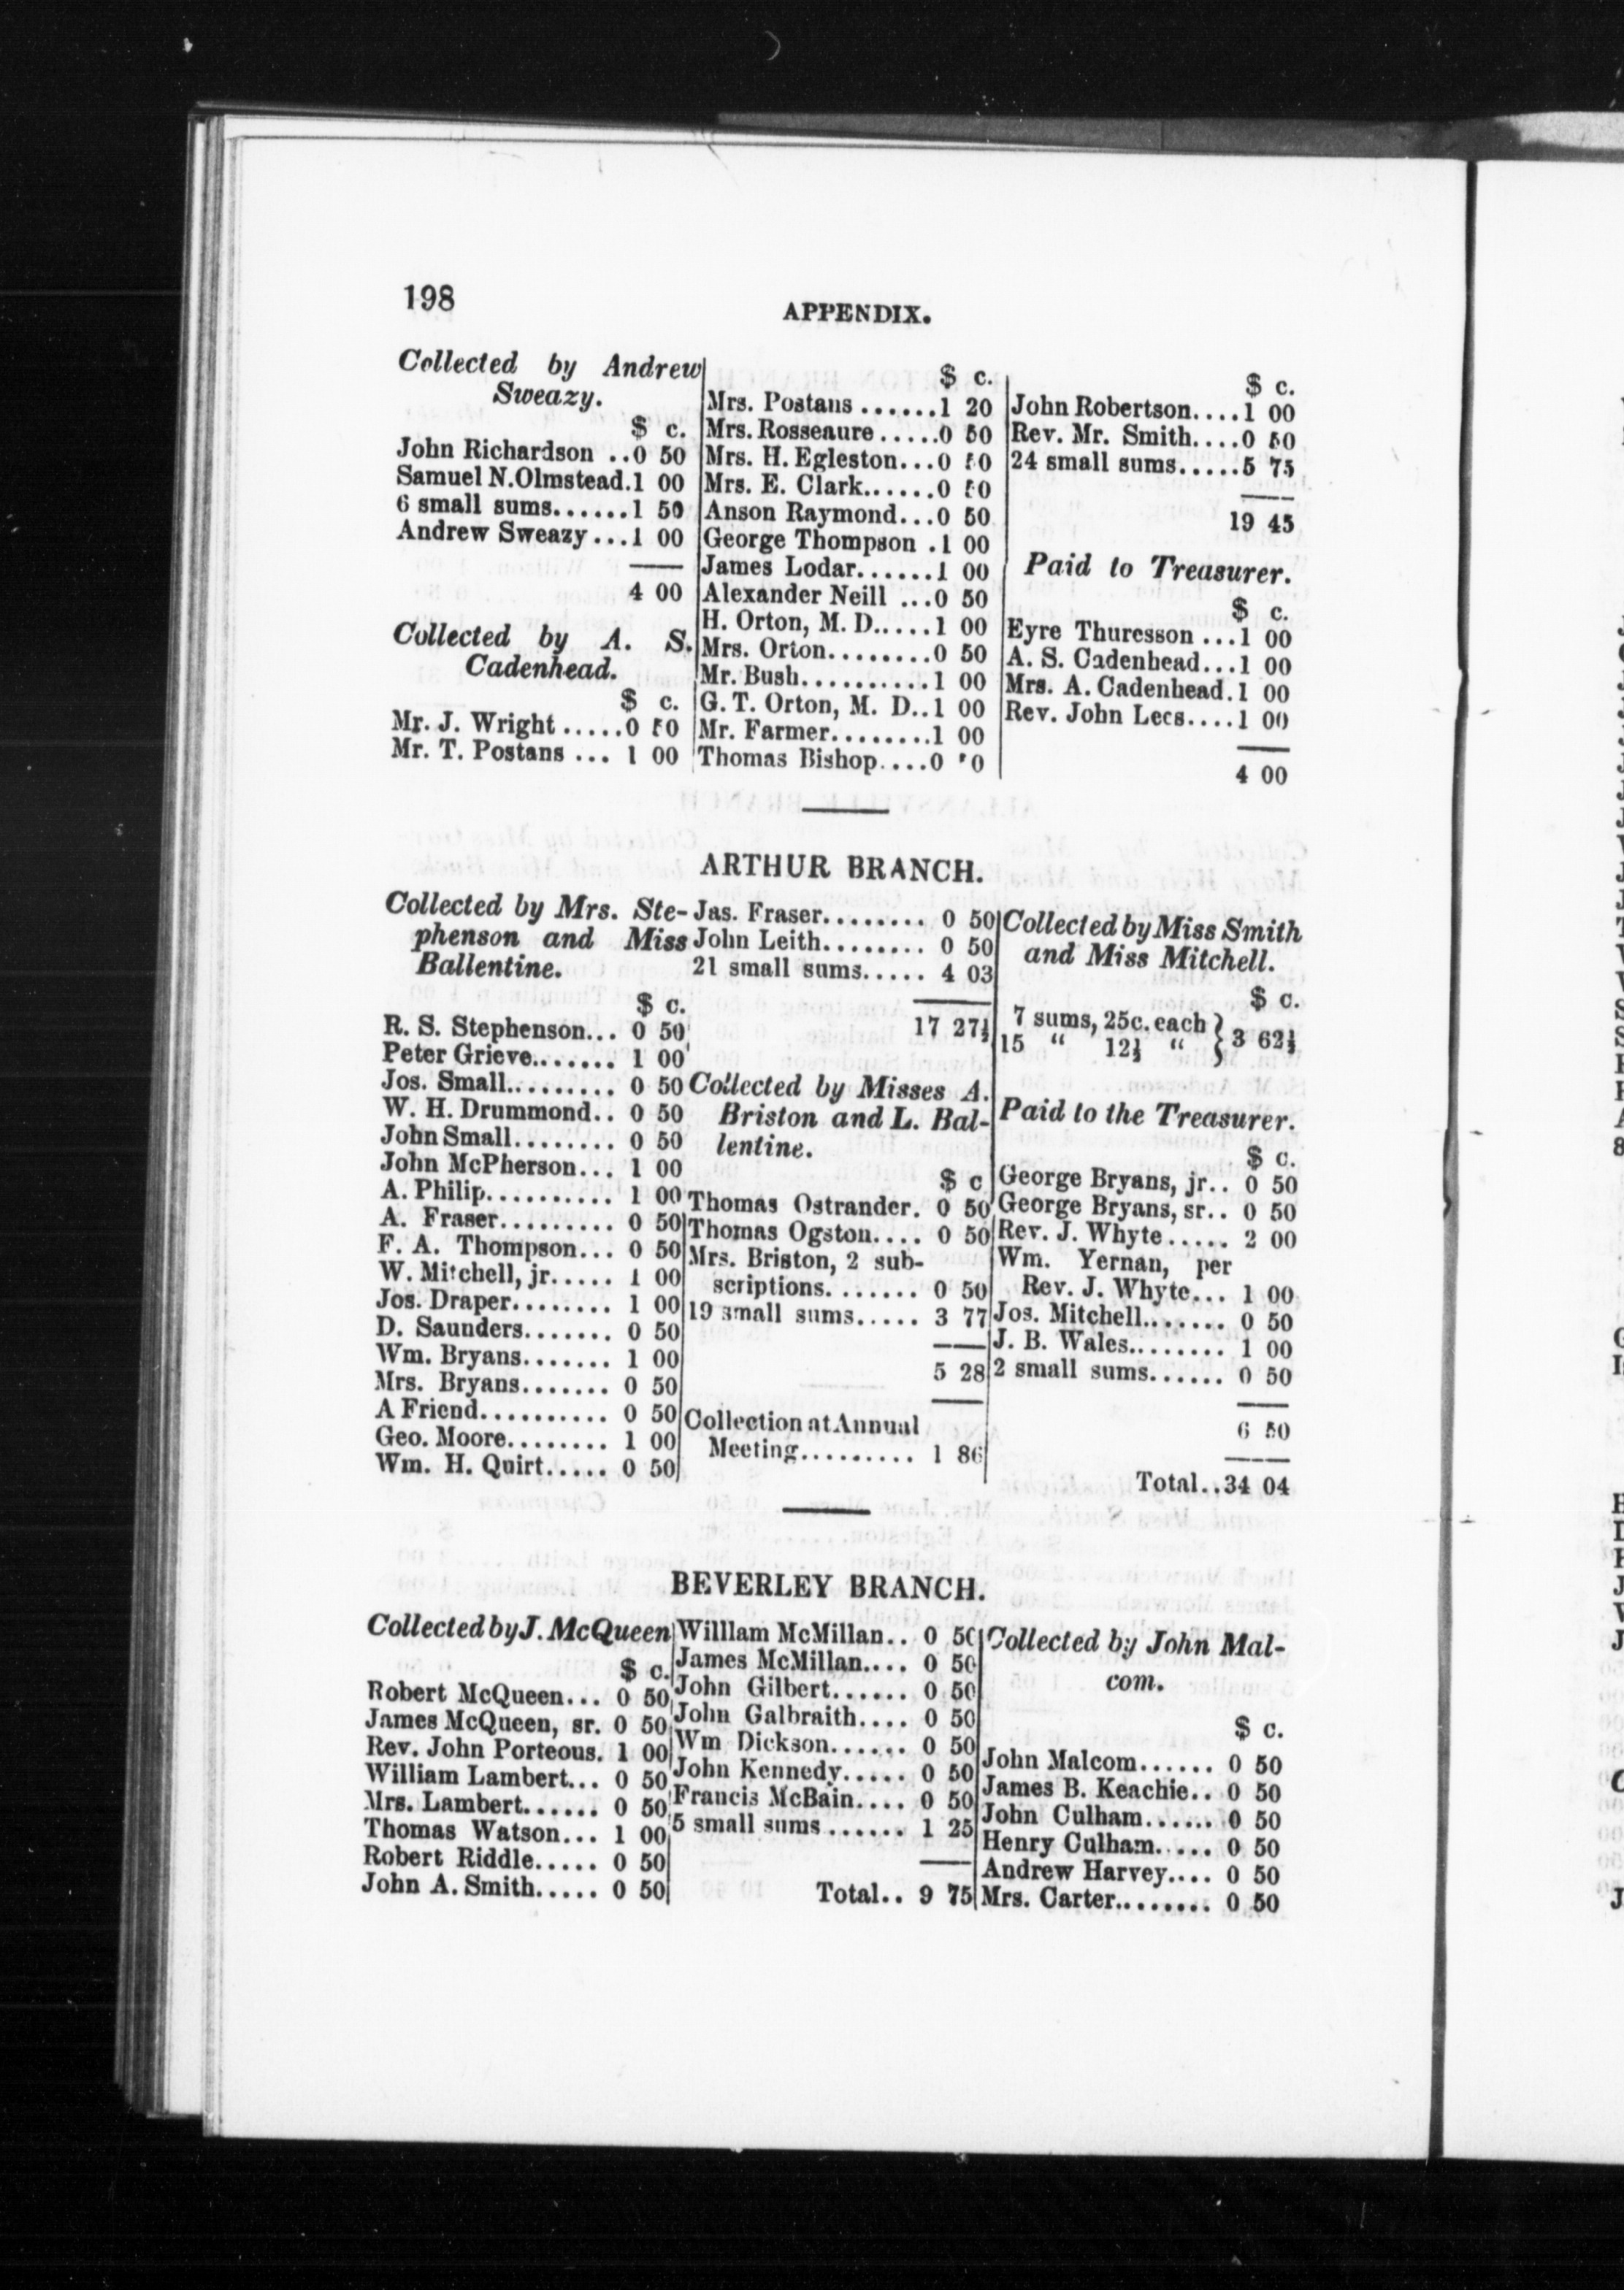 198
APPENDIX.
Collected by Andrew
Sweazy.
$ c.
John Richardson ..0 50
Samuel N. Olmstead.1 00
6 small sums......1 50
Andrew Sweazy...1 00
4 00
Collected by A. S.
Cadenhead.
$ c.
Mr. J. Wright.....0 50
Mr. T. Postans ... 1 00
$ c.
Mrs. Postans ......1 20
Mrs. Rosseaure.....0 50
Mrs. H. Egleston...0 50
Mrs. E. Clark......0 50
Anson Raymond...0 50
George Thompson .1 00
James Lodar......1 00
Alexander Neill ...0 50
H. Orton, M. D.....1 00
Mrs. Orton........0 50
Mr. Bush..........1 00
G. T. Orton, M. D..1 00
Mr. Farmer........1 00
Thomas Bishop....0 50
$ c.
John Robertson....1 00
Rev. Mr. Smith....0 50
24 small sums.....5 75
19 45
Paid to Treasurer.
$ c.
Eyre Thuresson ...1 00
A. S. Cadenhead...1 00
Mrs. A. Cadenhead.1 00
Rev. John Lees....1 00
4 00
ARTHUR BRANCH.
Collected by Mrs. Ste-
phenson and Miss
Ballentine.
$ c.
R. S. Stephenson... 0 50
Peter Grieve....... 1 00
Jos. Small.......... 0 50
W. H. Drummond.. 0 50
John Small......... 0 50
John McPherson... 1 00
A. Philip........... 1 00
A. Fraser.......... 0 50
F. A. Thompson... 0 50
W. Mitchell, jr..... 1 00
Jos. Draper........ 1 00
D. Saunders....... 0 50
Wm. Bryans....... 1 00
Mrs. Bryans....... 0 50
A Friend.......... 0 50
Geo. Moore........ 1 00
Wm. H. Quirt..... 0 50
Jas. Fraser........ 0 50
John Leith........ 0 50
21 small sums..... 4 03
17 27½
Collected by Misses A.
Briston and L. Bal-
lentine.
$ c
Thomas Ostrander. 0 50
Thomas Ogston.... 0 50
Mrs. Briston, 2 sub-
scriptions........ 0 50
19 small sums..... 3 77
5 28
Collection at Annual
Meeting.......... 1 86
Collected by Miss Smith
and Miss Mitchell.
$ c.
7 sums, 25c. each } 3 62½
15 “ 12½ “
Paid to the Treasurer.
$ c.
George Bryans, jr.. 0 50
George Bryans, sr.. 0 50
Rev. J. Whyte..... 2 00
Wm. Yernan, per
Rev. J. Whyte... 1 00
Jos. Mitchell....... 0 50
J. B. Wales........ 1 00
2 small sums...... 0 50
6 50
Total..34 04
BEVERLEY BRANCH.
Collected by J. McQueen
$ c.
Robert McQueen... 0 50
James McQueen, sr. 0 50
Rev. John Porteous. 1 00
William Lambert... 0 50
Mrs. Lambert...... 0 50
Thomas Watson... 1 00
Robert Riddle..... 0 50
John A. Smith..... 0 50
Willlam McMillan.. 0 50
James McMillan.... 0 50
John Gilbert...... 0 50
John Galbraith.... 0 50
Wm Dickson...... 0 50
John Kennedy..... 0 50
Francis McBain.... 0 50
5 small sums ...... 1 25
Total.. 9 75
Collected by John Mal-
com.
$ c.
John Malcom...... 0 50
James B. Keachie.. 0 50
John Culham...... 0 50
Henry Culham..... 0 50
Andrew Harvey.... 0 50
Mrs. Carter........ 0 50